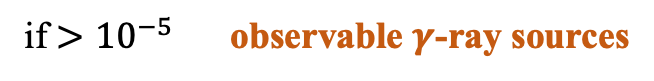 if > 10⁻⁵ observable γ-ray sources